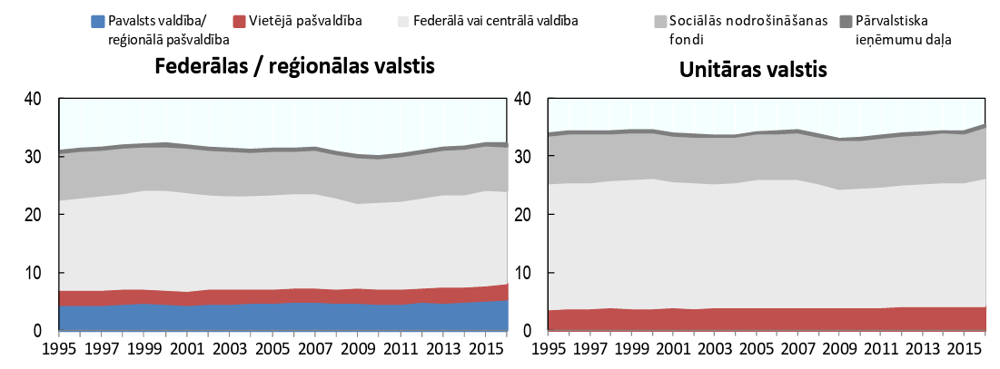 Pavalsts valdība/
reģionālā pašvaldība
Vietējā pašvaldība
Federālā vai centrālā valdība
Sociālās nodrošināšanas
fondi
Pārvalstiska
ieņēmumu daļa
Federālas / reģionālas valstis
40
30
20
10
0
1995 1997 1999 2001 2003 2005 2007 2009 2011 2013 2015
Unitāras valstis
40
30
20
10
0
1995 1997 1999 2001 2003 2005 2007 2009 2011 2013 2015